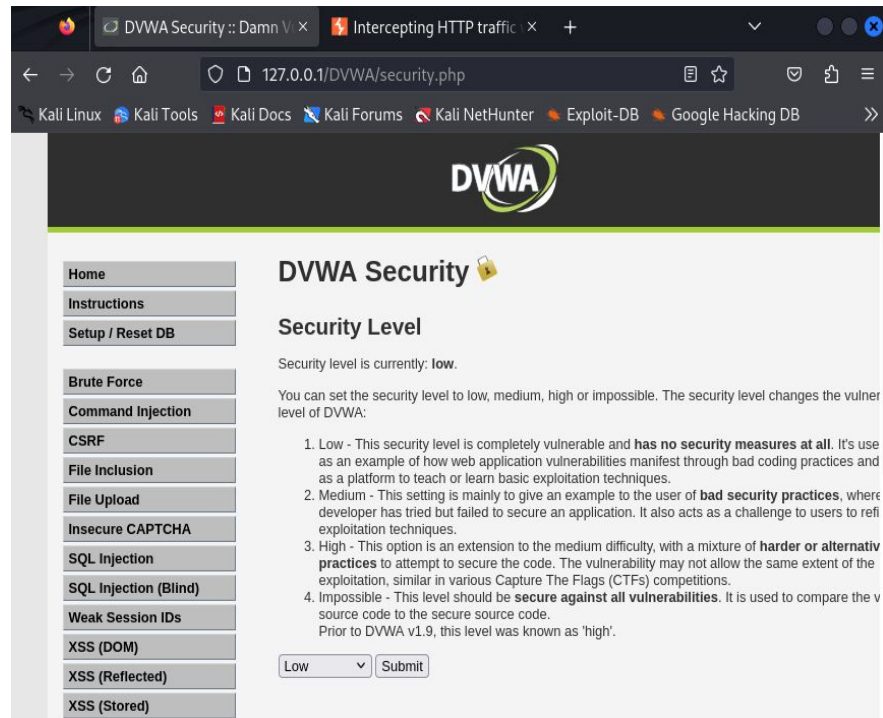 DVWA Security :: Damn Vu
Intercepting HTTP traffic
127.0.0.1/DVWA/security.php
Kali Linux Kali Tools Kali Docs Kali Forums Kali NetHunter Exploit-DB Google Hacking DB
DVWA
Home
Instructions
Setup / Reset DB
Brute Force
Command Injection
CSRF
File Inclusion
File Upload
Insecure CAPTCHA
SQL Injection
SQL Injection (Blind)
Weak Session IDs
XSS (DOM)
XSS (Reflected)
XSS (Stored)
DVWA Security
Security Level
Security level is currently: low.
You can set the security level to low, medium, high or impossible. The security level changes the vulner
level of DVWA:
1. Low - This security level is completely vulnerable and has no security measures at all. It's use
as an example of how web application vulnerabilities manifest through bad coding practices and
as a platform to teach or learn basic exploitation techniques.
2. Medium - This setting is mainly to give an example to the user of bad security practices, where
developer has tried but failed to secure an application. It also acts as a challenge to users to refi
exploitation techniques.
3. High - This option is an extension to the medium difficulty, with a mixture of harder or alternativ
practices to attempt to secure the code. The vulnerability may not allow the same extent of the
exploitation, similar in various Capture The Flags (CTFs) competitions.
4. Impossible - This level should be secure against all vulnerabilities. It is used to compare the v
source code to the secure source code.
Prior to DVWA v1.9, this level was known as 'high'.
Low Submit